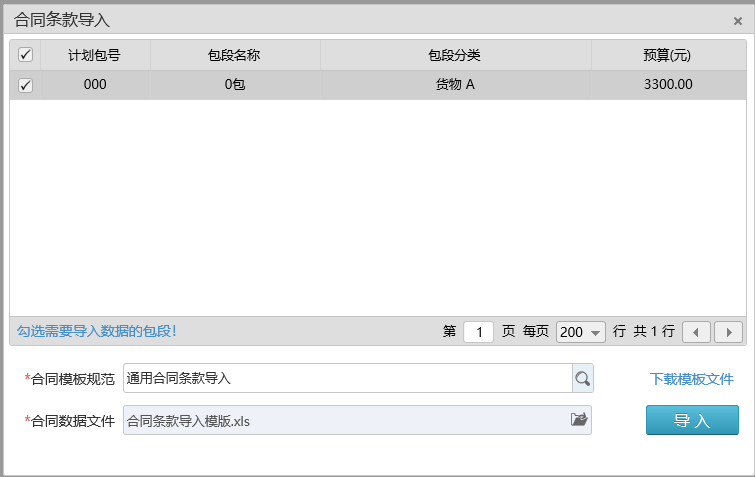 合同条款导入
计划包号 包段名称 包段分类 预算(元)
000 0包 货物 A 3300.00
勾选需要导入数据的包段! 第 1 页 每页 200 行 共 1 行
*合同模板规范 通用合同条款导入 下载模板文件
*合同数据文件 合同条款导入模版.xls 导 入